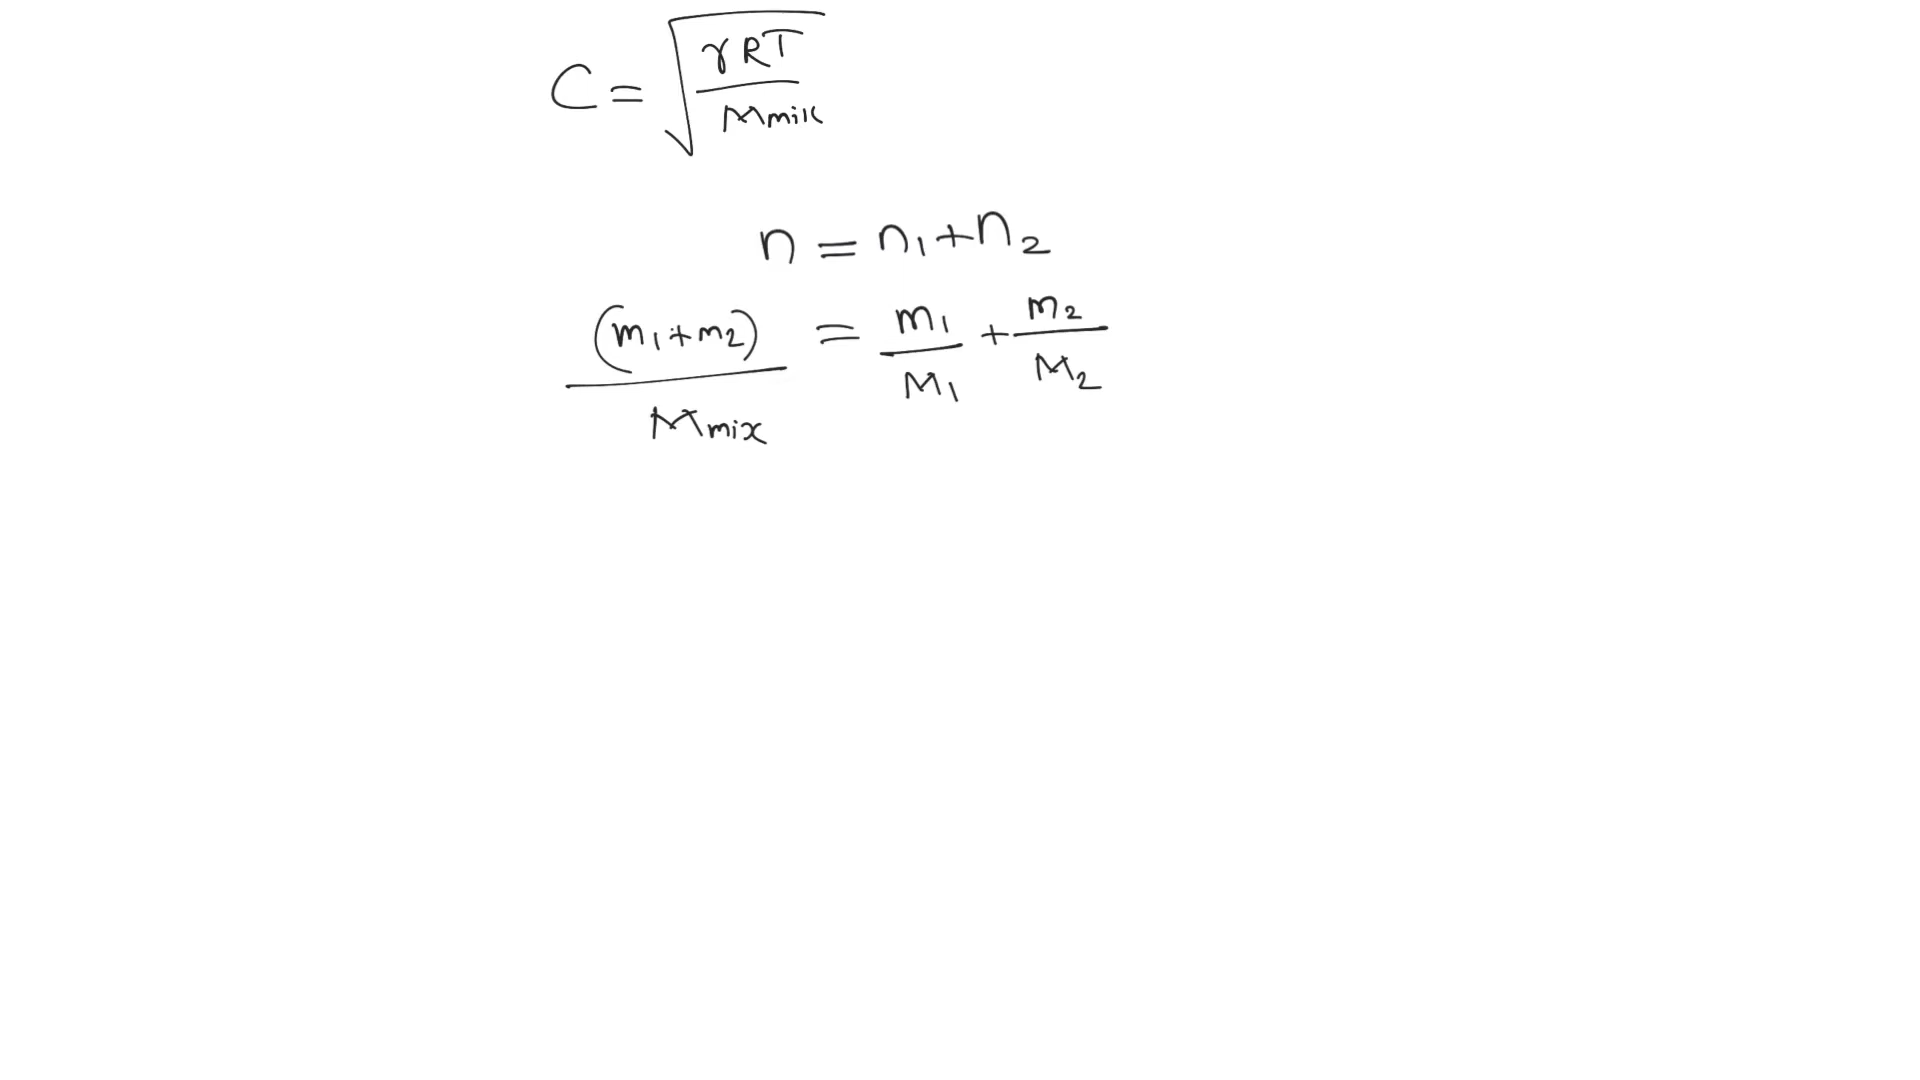 C = √(γRT / Mmix)
n = n1 + n2
(m1 + m2) / Mmix = m1 / M1 + m2 / M2